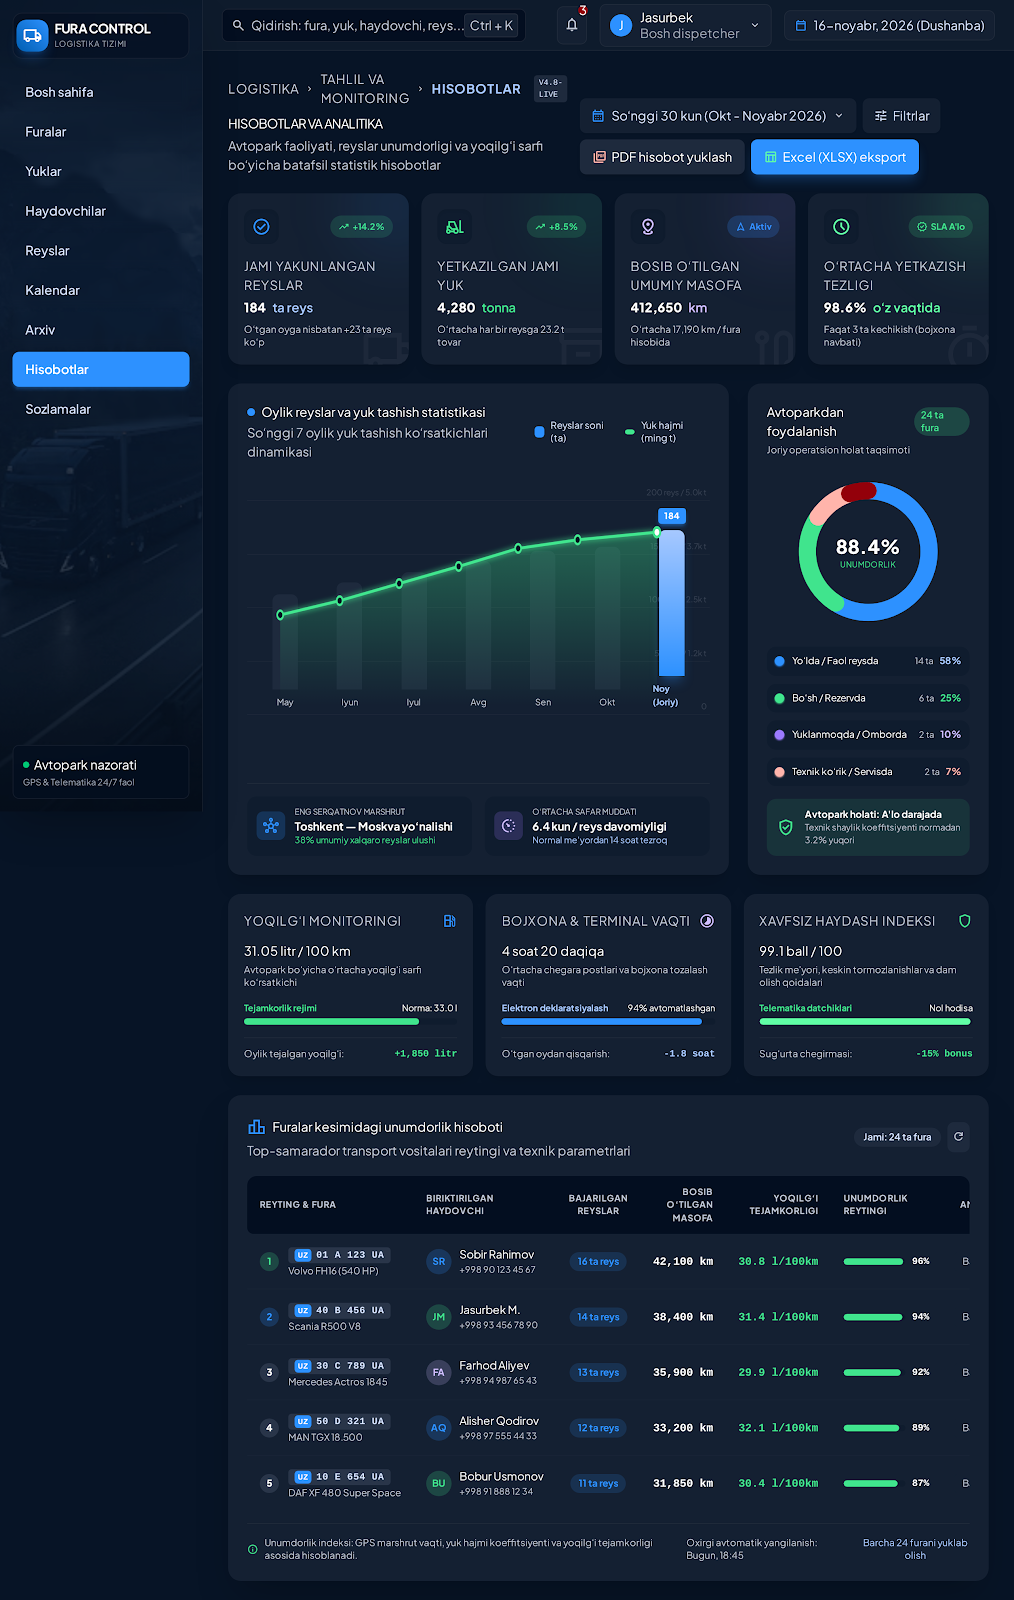 FURA CONTROL
LOGISTIKA TIZIMI
Bosh sahifa
Furalar
Yuklar
Haydovchilar
Reyslar
Kalendar
Arxiv
Hisobotlar
Sozlamalar
Avtopark nazorati
GPS & Telematika 24/7 faol
Qidirish: fura, yuk, haydovchi, reys... Ctrl + K
3
J
Jasurbek
Bosh dispetcher
16–noyabr, 2026 (Dushanba)
LOGISTIKA › TAHLIL VA MONITORING › HISOBOTLAR
V4.8-LIVE
HISOBOTLAR VA ANALITIKA
Avtopark faoliyati, reyslar unumdorligi va yoqilg‘i sarfi
bo‘yicha batafsil statistik hisobotlar
So‘nggi 30 kun (Okt - Noyabr 2026)
Filtrlar
PDF hisobot yuklash
Excel (XLSX) eksport
+14.2%
JAMI YAKUNLANGAN
REYSLAR
184 ta reys
O‘tgan oyga nisbatan +23 ta reys
ko‘p
+8.5%
YETKAZILGAN JAMI
YUK
4,280 tonna
O‘rtacha har bir reysga 23.2 t
tovar
Aktiv
BOSIB O‘TILGAN
UMUMIY MASOFA
412,650 km
O‘rtacha 17,190 km / fura
hisobida
SLA A'lo
O‘RTACHA YETKAZISH
TEZLIGI
98.6% o‘z vaqtida
Faqat 3 ta kechikish (bojxona
navbati)
Oylik reyslar va yuk tashish statistikasi
So‘nggi 7 oylik yuk tashish ko‘rsatkichlari
dinamikasi
Reyslar soni
(ta)
Yuk hajmi
(ming t)
200 reys / 5.0k t
184
3.7k t
2.5k t
1.2k t
0
May
Iyun
Iyul
Avg
Sen
Okt
Noy
(Joriy)
ENG SERQATNOV MARSHRUT
Toshkent — Moskva yo‘nalishi
38% umumiy xalqaro reyslar ulushi
O‘RTACHA SAFAR MUDDATI
6.4 kun / reys davomiyligi
Normal me’yordan 14 soat tezroq
Avtoparkdan
foydalanish
24 ta
fura
Joriy operatsion holat taqsimoti
88.4%
UNUMDORLIK
Yo‘lda / Faol reysda 14 ta 58%
Bo‘sh / Rezervda 6 ta 25%
Yuklanmoqda / Omborda 2 ta 10%
Texnik ko‘rik / Servisda 2 ta 7%
Avtopark holati: A'lo darajada
Texnik shaylik koeffitsiyenti normadan
3.2% yuqori
YOQILG‘I MONITORINGI
31.05 litr / 100 km
Avtopark bo‘yicha o‘rtacha yoqilg‘i sarfi
ko‘rsatkichi
Tejamkorlik rejimi Norma: 33.0 l
Oylik tejalgan yoqilg‘i: +1,850 litr
BOJXONA & TERMINAL VAQTI
4 soat 20 daqiqa
O‘rtacha chegara postlari va bojxona tozalash
vaqti
Elektron deklaratsiyalash 94% avtomatlashgan
O‘tgan oydan qisqarish: -1.8 soat
XAVFSIZ HAYDASH INDEKSI
99.1 ball / 100
Tezlik me’yori, keskin tormozlanishlar va dam
olish qoidalari
Telematika datchiklari Nol hodisa
Sug‘urta chegirmasi: -15% bonus
Furalar kesimidagi unumdorlik hisoboti
Top-samarador transport vositalari reytingi va texnik parametrlari
Jami: 24 ta fura
REYTING & FURA
BIRIKTIRILGAN
HAYDOVCHI
BAJARILGAN
REYSLAR
BOSIB
O‘TILGAN
MASOFA
YOQILG‘I
TEJAMKORLIGI
UNUMDORLIK
REYTINGI
1 UZ 01 A 123 UA SR Sobir Rahimov 16 ta reys 42,100 km 30.8 l/100km 96%
Volvo FH16 (540 HP) +998 90 123 45 67
2 UZ 40 B 456 UA JM Jasurbek M. 14 ta reys 38,400 km 31.4 l/100km 94%
Scania R500 V8 +998 93 456 78 90
3 UZ 30 C 789 UA FA Farhod Aliyev 13 ta reys 35,900 km 29.9 l/100km 92%
Mercedes Actros 1845 +998 94 987 65 43
4 UZ 50 D 321 UA AQ Alisher Qodirov 12 ta reys 33,200 km 32.1 l/100km 89%
MAN TGX 18.500 +998 97 555 44 33
5 UZ 10 E 654 UA BU Bobur Usmonov 11 ta reys 31,850 km 30.4 l/100km 87%
DAF XF 480 Super Space +998 91 888 12 34
Unumdorlik indeksi: GPS marshrut vaqti, yuk hajmi koeffitsiyenti va yoqilg‘i tejamkorligi
asosida hisoblanadi.
Oxirgi avtomatik yangilanish:
Bugun, 18:45
Barcha 24 furani yuklab
olish